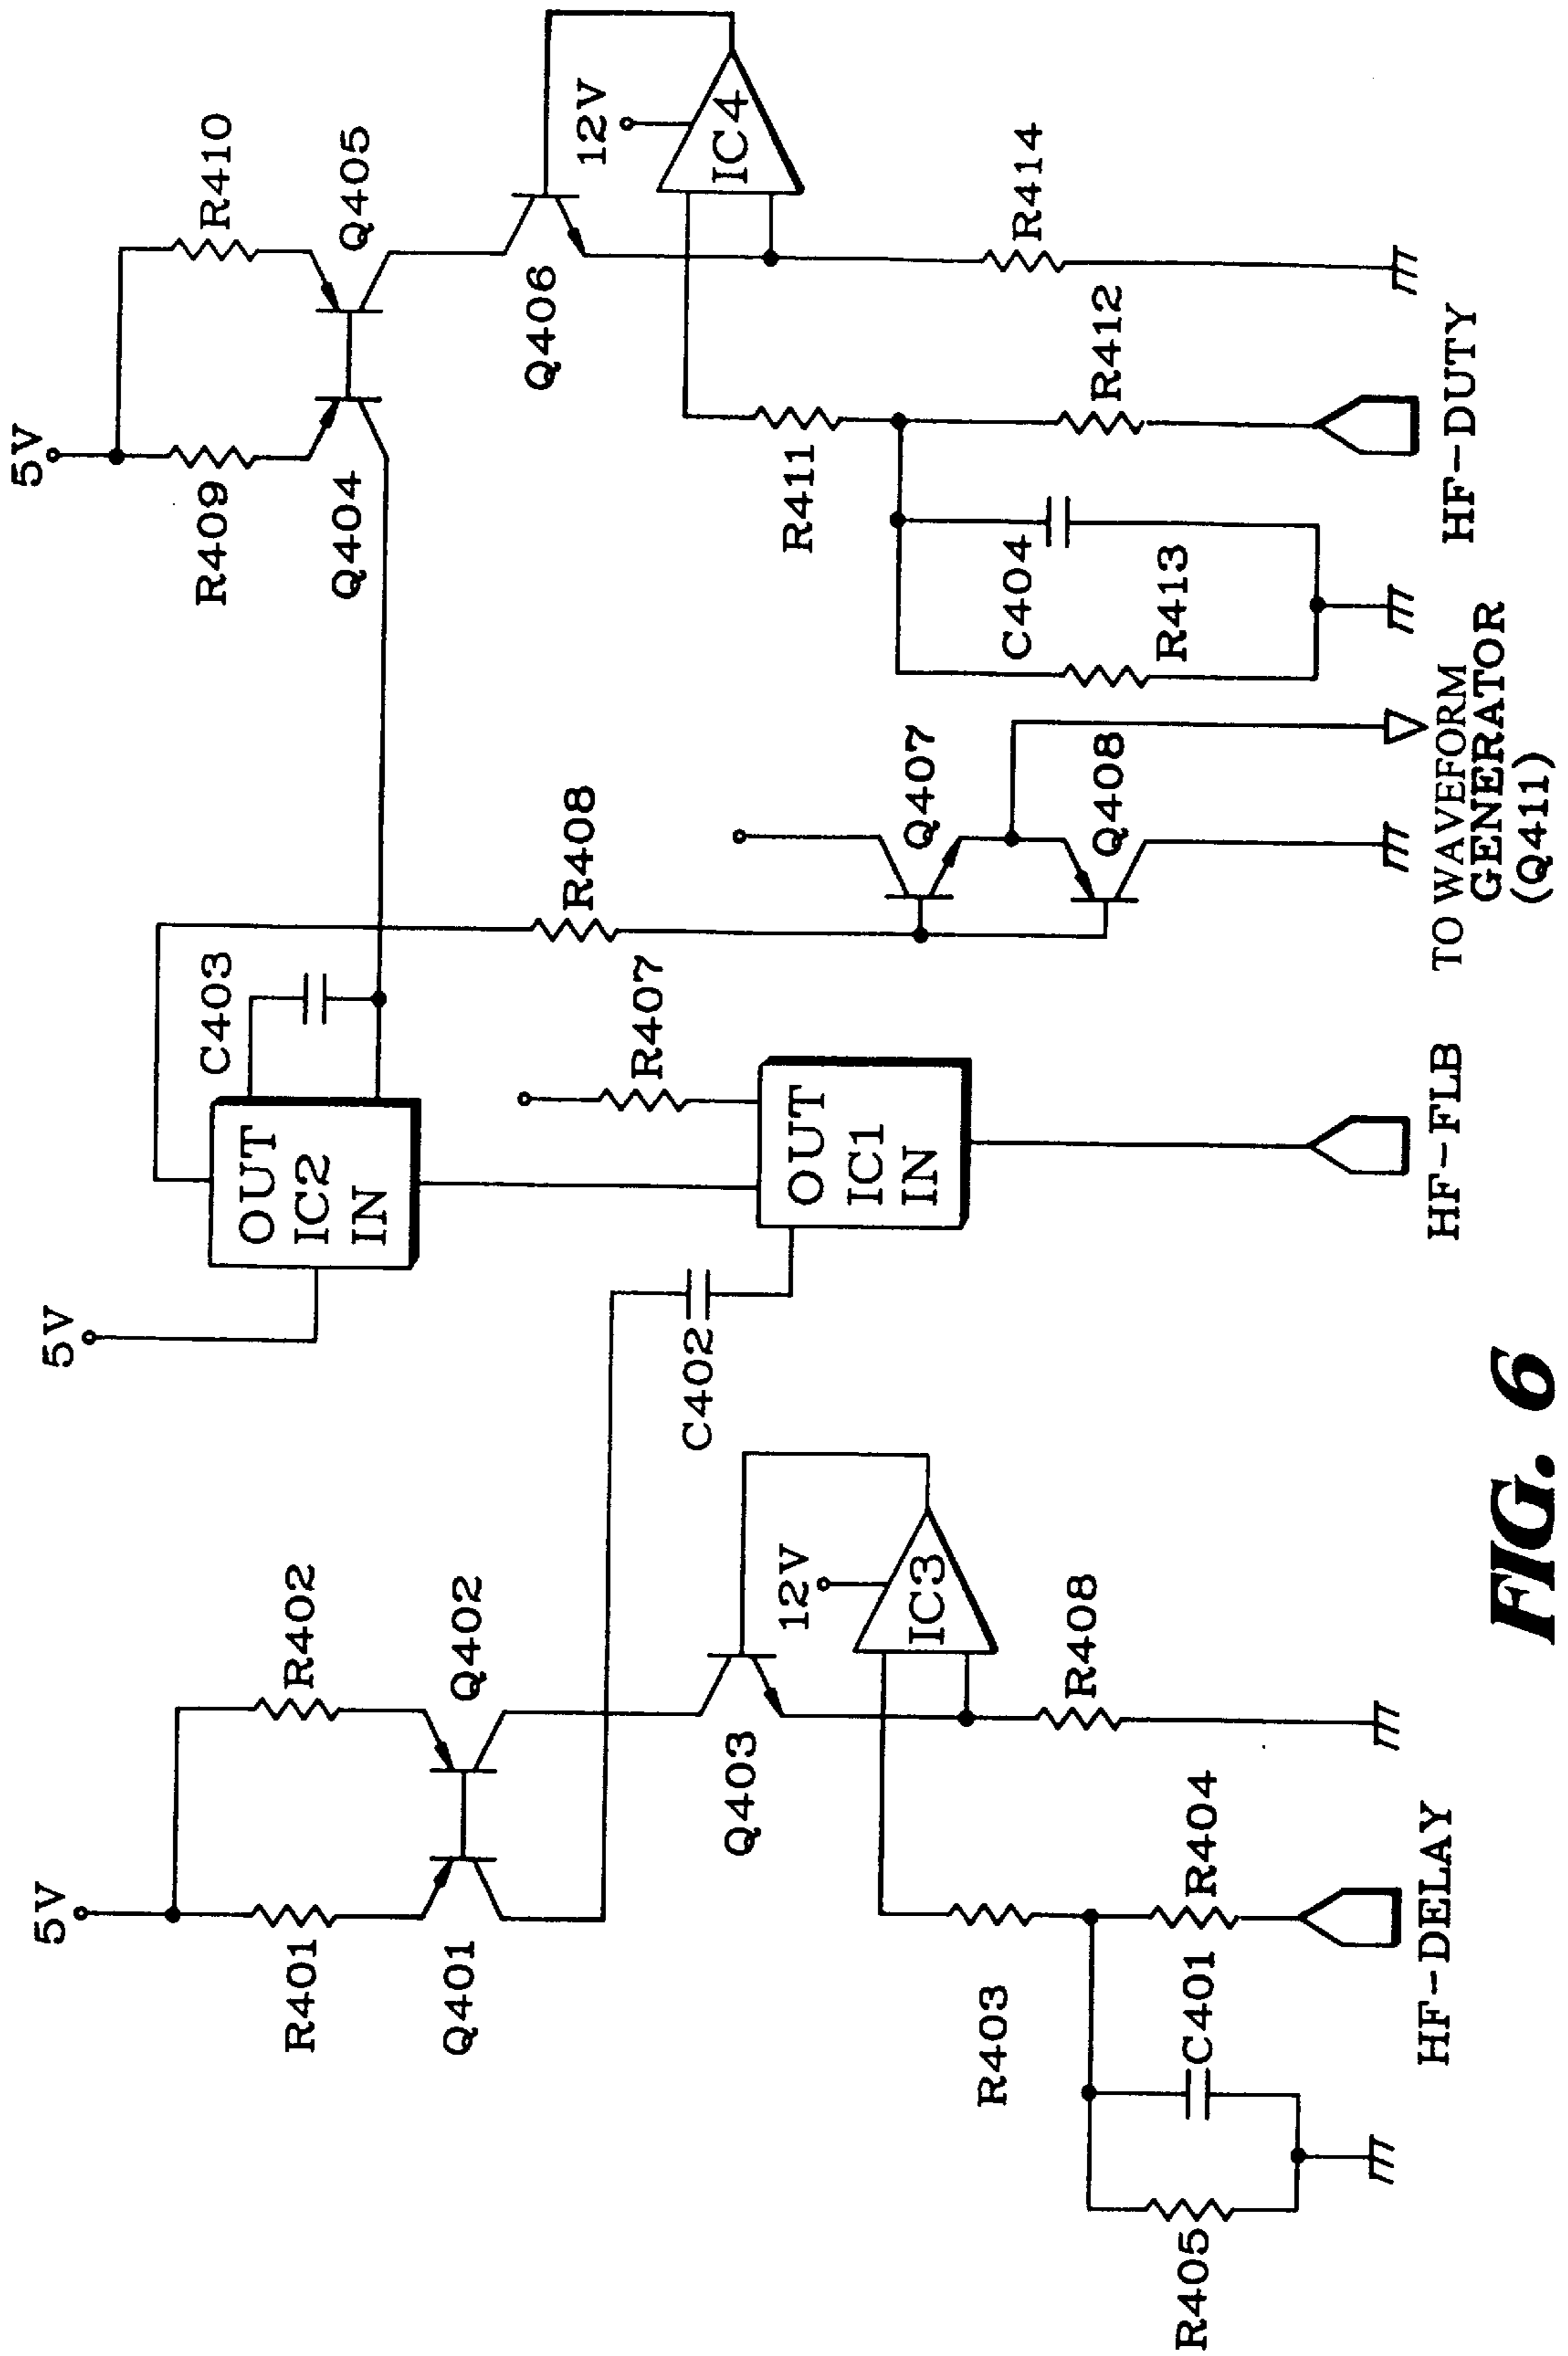 5V
R401
R402
Q401
Q402
Q403
12V
IC3
R403
R408
R404
C401
R405
HF-DELAY
5V
OUT
IC2
IN
C403
C402
R407
OUT
IC1
IN
HF-FLB
R408
Q407
Q408
TO WAVEFORM
GENERATOR
(Q411)
5V
R409
R410
Q404
Q405
Q406
12V
IC4
R411
R412
R414
C404
R413
HF-DUTY
FIG. 6